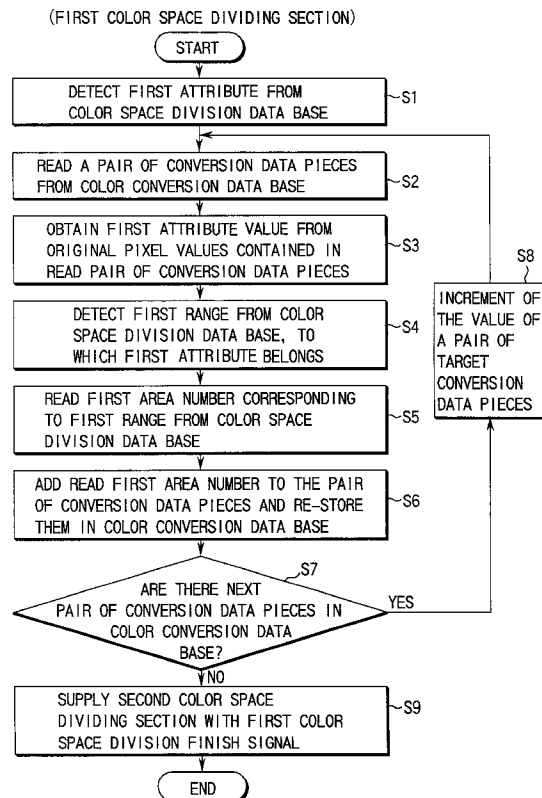 (FIRST COLOR SPACE DIVIDING SECTION)
START
DETECT FIRST ATTRIBUTE FROM
COLOR SPACE DIVISION DATA BASE
S1
READ A PAIR OF CONVERSION DATA PIECES
FROM COLOR CONVERSION DATA BASE
S2
OBTAIN FIRST ATTRIBUTE VALUE FROM
ORIGINAL PIXEL VALUES CONTAINED IN
READ PAIR OF CONVERSION DATA PIECES
S3
DETECT FIRST RANGE FROM COLOR
SPACE DIVISION DATA BASE, TO
WHICH FIRST ATTRIBUTE BELONGS
S4
READ FIRST AREA NUMBER CORRESPONDING
TO FIRST RANGE FROM COLOR SPACE
DIVISION DATA BASE
S5
ADD READ FIRST AREA NUMBER TO THE PAIR
OF CONVERSION DATA PIECES AND RE-STORE
THEM IN COLOR CONVERSION DATA BASE
S6
S7
ARE THERE NEXT
PAIR OF CONVERSION DATA PIECES IN
COLOR CONVERSION DATA
BASE?
YES
NO
S8
INCREMENT OF
THE VALUE OF
A PAIR OF
TARGET
CONVERSION
DATA PIECES
SUPPLY SECOND COLOR SPACE
DIVIDING SECTION WITH FIRST COLOR
SPACE DIVISION FINISH SIGNAL
S9
END